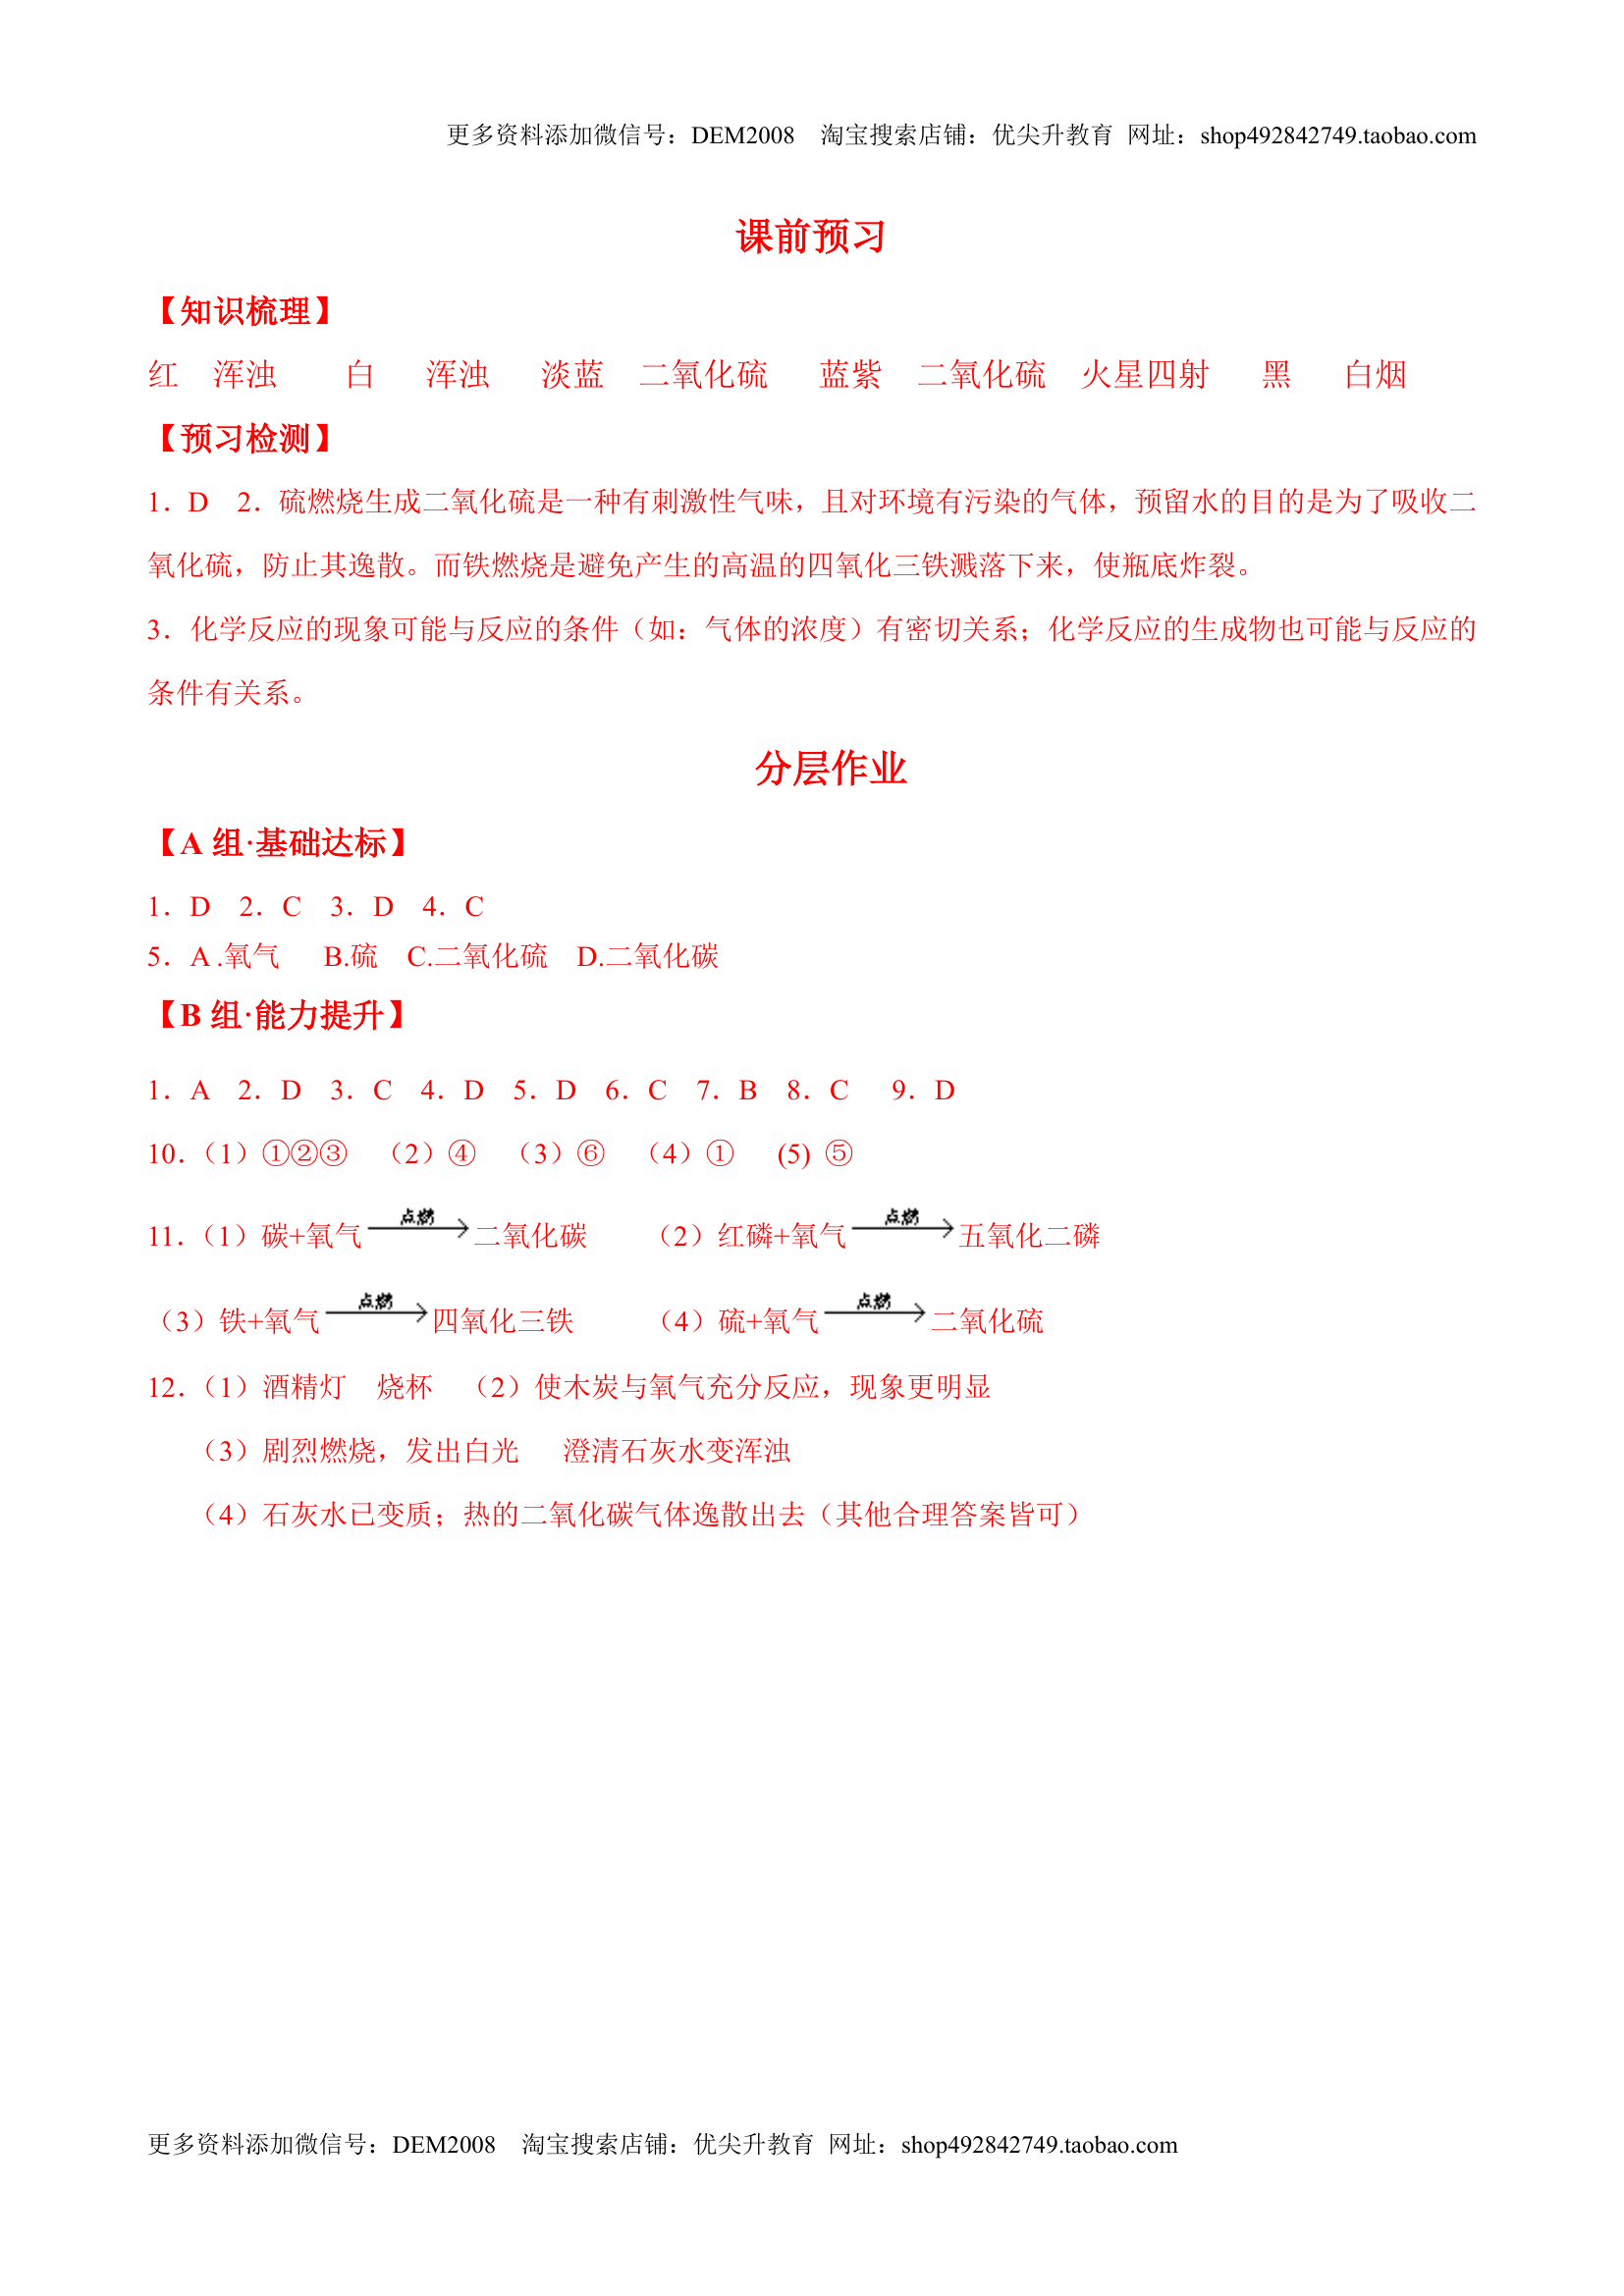 更多资料添加微信号：DEM2008　淘宝搜索店铺：优尖升教育 网址：shop492842749.taobao.com
课前预习
【知识梳理】
红　浑浊　　白　浑浊　淡蓝　二氧化硫　蓝紫　二氧化硫　火星四射　黑　白烟
【预习检测】
1．D　2．硫燃烧生成二氧化硫是一种有刺激性气味，且对环境有污染的气体，预留水的目的是为了吸收二
氧化硫，防止其逸散。而铁燃烧是避免产生的高温的四氧化三铁溅落下来，使瓶底炸裂。
3．化学反应的现象可能与反应的条件（如：气体的浓度）有密切关系；化学反应的生成物也可能与反应的
条件有关系。
分层作业
【A 组·基础达标】
1．D　2．C　3．D　4．C
5．A .氧气　B.硫　C.二氧化硫　D.二氧化碳
【B 组·能力提升】
1．A　2．D　3．C　4．D　5．D　6．C　7．B　8．C　9．D
10．（1）①②③　（2）④　（3）⑥　（4）①　(5) ⑤
11．（1）碳+氧气 点燃→ 二氧化碳　　（2）红磷+氧气 点燃→ 五氧化二磷
（3）铁+氧气 点燃→ 四氧化三铁　　（4）硫+氧气 点燃→ 二氧化硫
12．（1）酒精灯　烧杯　（2）使木炭与氧气充分反应，现象更明显
（3）剧烈燃烧，发出白光　澄清石灰水变浑浊
（4）石灰水已变质；热的二氧化碳气体逸散出去（其他合理答案皆可）
更多资料添加微信号：DEM2008　淘宝搜索店铺：优尖升教育 网址：shop492842749.taobao.com